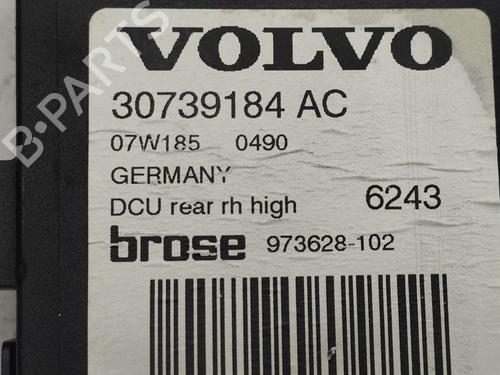 B-PARTS
VOLVO
30739184 AC
07W185 0490
GERMANY
DCU rear rh high 6243
brose 973628-102